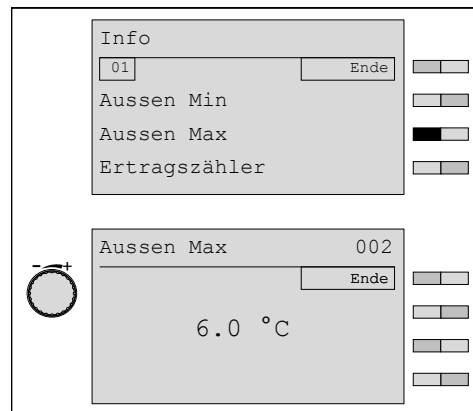 Info
01 Ende
Aussen Min
Aussen Max
Ertragszähler
Aussen Max 002
Ende
- +
6.0 °C